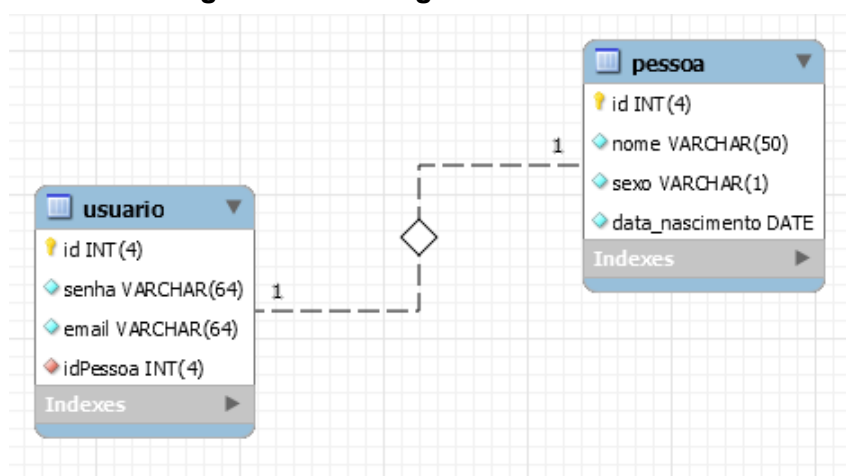 usuario
id INT(4)
senha VARCHAR(64)
email VARCHAR(64)
idPessoa INT(4)
Indexes
1
1
pessoa
id INT(4)
nome VARCHAR(50)
sexo VARCHAR(1)
data_nascimento DATE
Indexes